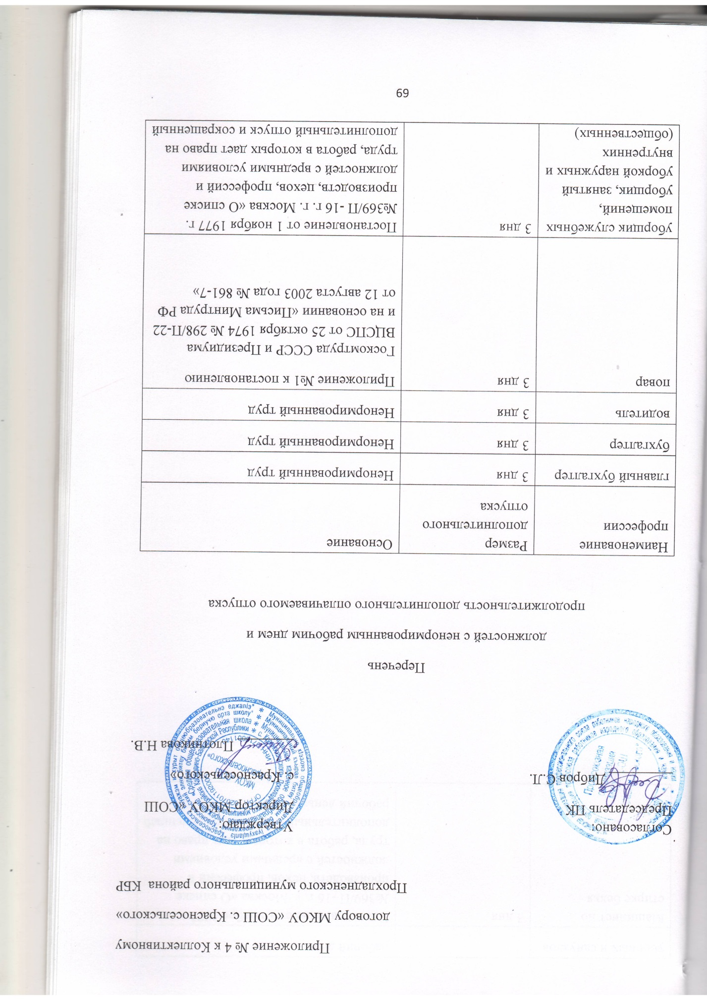 Приложение № 4 к Коллективному
договору МКОУ «СОШ с. Красносельского»
Прохладненского муниципального района КБР
Согласовано:
Председатель ПК
Дибров С.Л.
Утверждаю:
Директор МКОУ «СОШ
с. Красносельского»
Плотникова Н.В.
Перечень
должностей с ненормированным рабочим днем и
продолжительность дополнительного оплачиваемого отпуска
Наименование
профессии
Размер
дополнительного
отпуска
Основание
главный бухгалтер
3 дня
Ненормированный труд
бухгалтер
3 дня
Ненормированный труд
водитель
3 дня
Ненормированный труд
повар
3 дня
Приложение №1 к постановлению
Госкомтруда СССР и Президиума
ВЦСПС от 25 октября 1974 № 298/П-22
и на основании «Письма Минтруда РФ
от 12 августа 2003 года № 861-7»
уборщик служебных
помещений,
уборщик, занятый
уборкой наружных и
внутренних
(общественных)
3 дня
Постановление от 1 ноября 1977 г.
№369/П -16 г. г. Москва «О списке
производств, цехов, профессий и
должностей с вредными условиями
труда, работа в которых дает право на
дополнительный отпуск и сокращенный
69